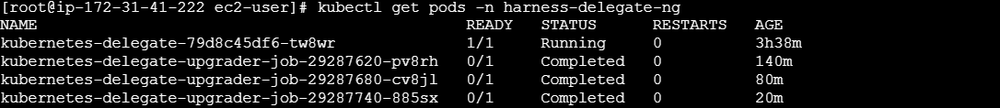 [root@ip-172-31-41-222 ec2-user]# kubectl get pods -n harness-delegate-ng
NAME READY STATUS RESTARTS AGE
kubernetes-delegate-79d8c45df6-tw8wr 1/1 Running 0 3h38m
kubernetes-delegate-upgrader-job-29287620-pv8rh 0/1 Completed 0 140m
kubernetes-delegate-upgrader-job-29287680-cv8jl 0/1 Completed 0 80m
kubernetes-delegate-upgrader-job-29287740-885sx 0/1 Completed 0 20m